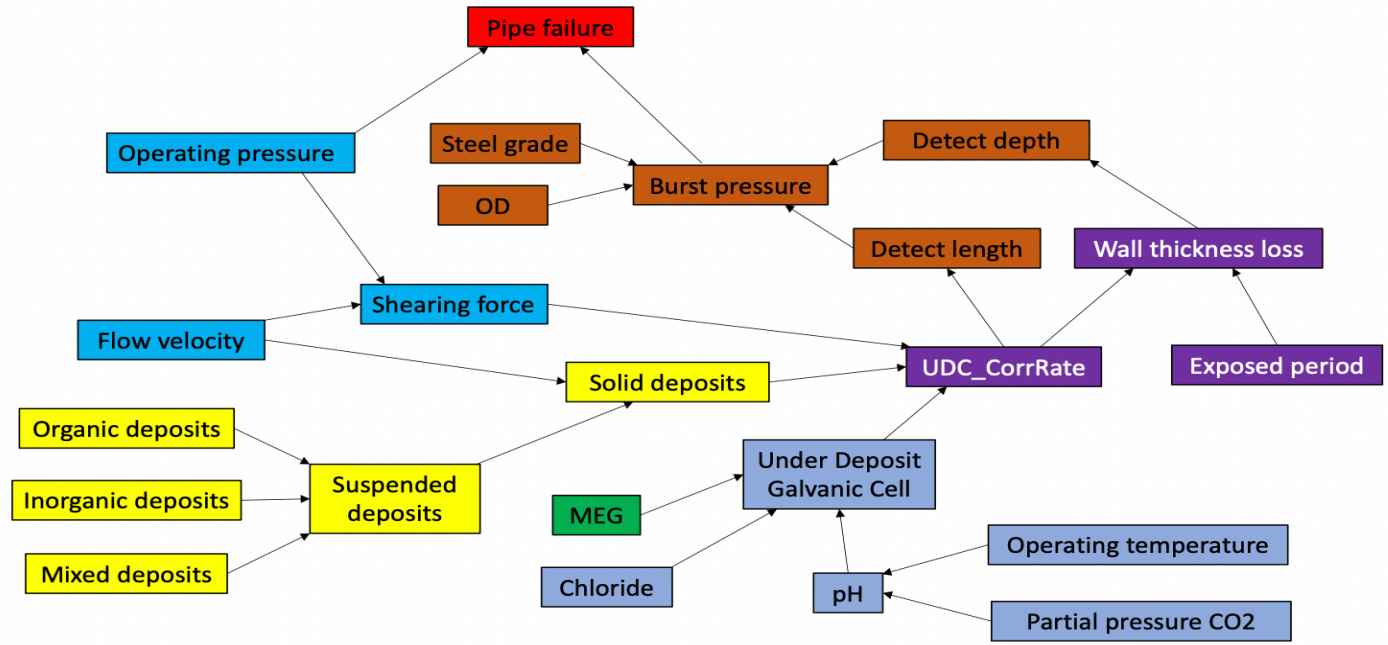 Pipe failure
Operating pressure
Steel grade
Detect depth
OD
Burst pressure
Detect length
Wall thickness loss
Shearing force
Flow velocity
Solid deposits
UDC_CorrRate
Exposed period
Organic deposits
Inorganic deposits
Mixed deposits
Suspended
deposits
Under Deposit
Galvanic Cell
MEG
Chloride
pH
Operating temperature
Partial pressure CO2